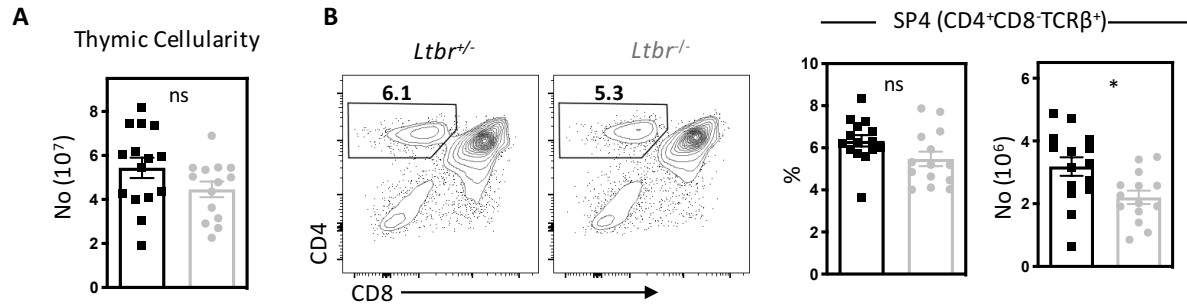 A
Thymic Cellularity
ns
No (10⁷)
8
6
4
2
0
B
Ltbr⁺/⁻
Ltbr⁻/⁻
6.1
5.3
CD4
CD8
SP4 (CD4⁺CD8⁻TCRβ⁺)
ns
%
10
8
6
4
2
0
*
No (10⁶)
6
4
2
0